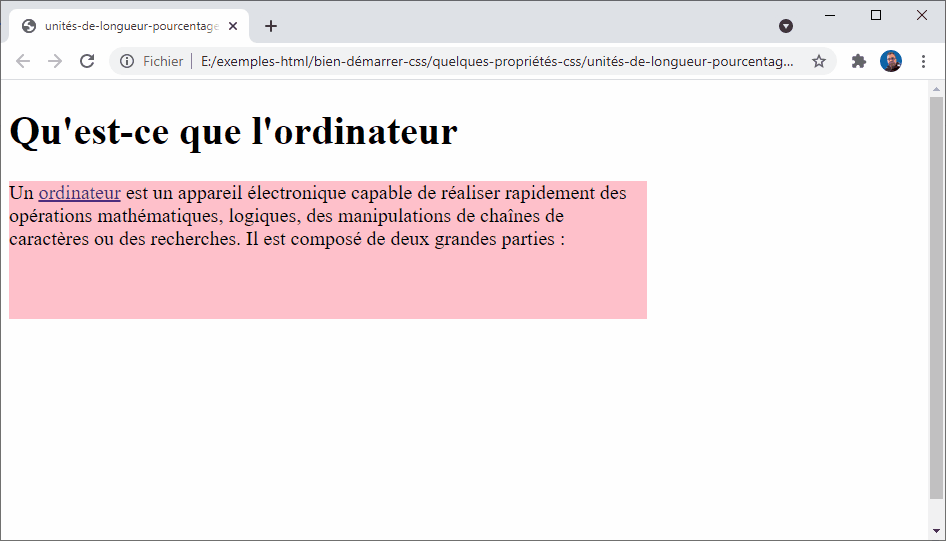 unités-de-longueur-pourcentage
Fichier
E:/exemples-html/bien-démarrer-css/quelques-propriétés-css/unités-de-longueur-pourcentag...
Qu'est-ce que l'ordinateur
Un ordinateur est un appareil électronique capable de réaliser rapidement des
opérations mathématiques, logiques, des manipulations de chaînes de
caractères ou des recherches. Il est composé de deux grandes parties :